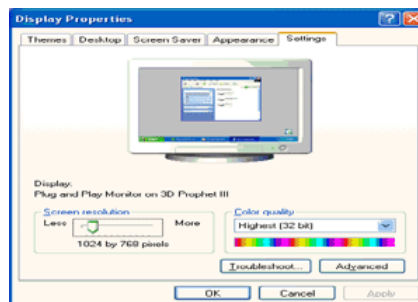 Display Properties
Themes Desktop Screen Saver Appearance Settings
Display:
Plug and Play Monitor on 3D Prophet III
Screen resolution
Less More
1024 by 768 pixels
Color quality
Highest (32 bit)
Troubleshoot... Advanced
OK Cancel Apply